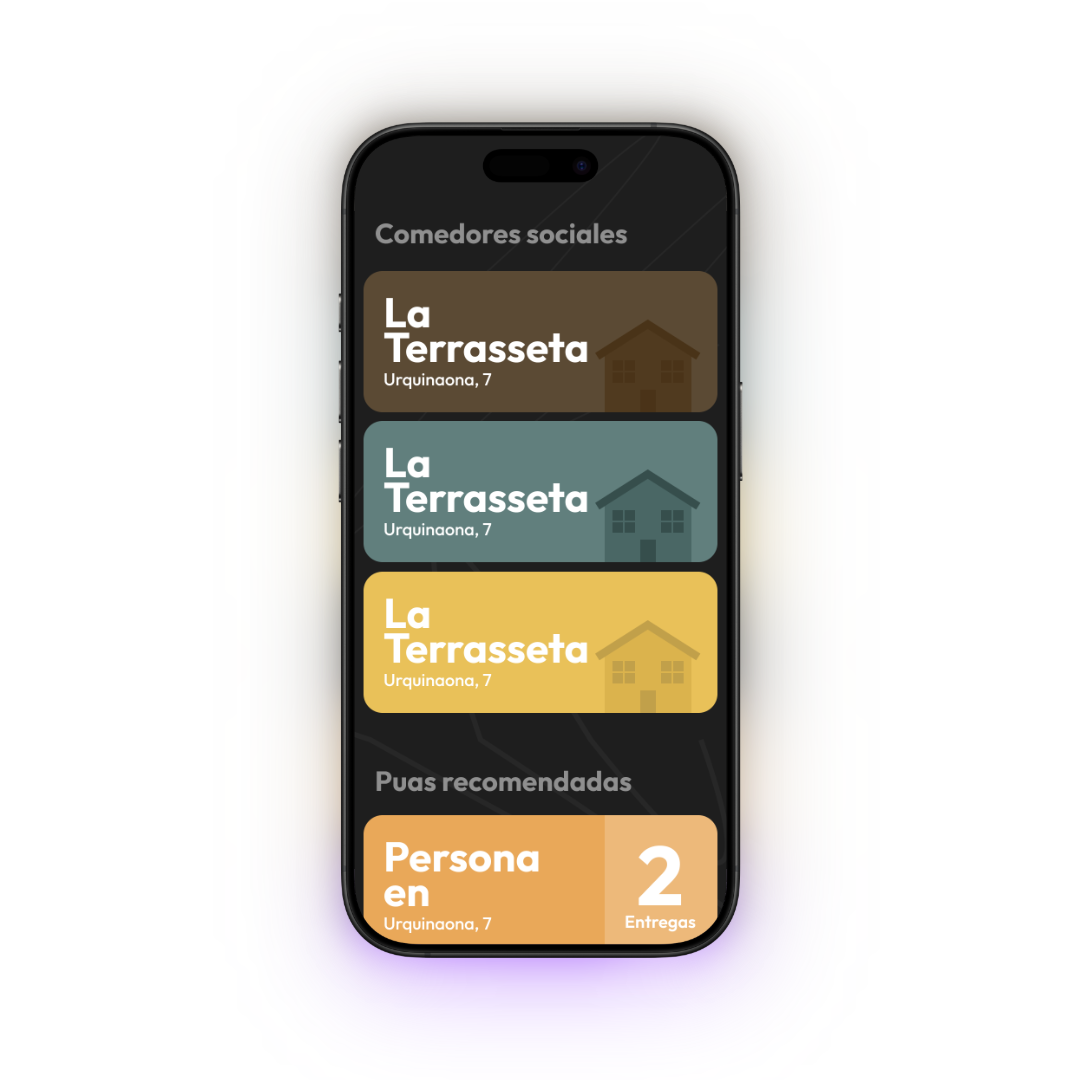 Comedores sociales
La
Terrasseta
Urquinaona, 7
La
Terrasseta
Urquinaona, 7
La
Terrasseta
Urquinaona, 7
Puas recomendadas
Persona
en
Urquinaona, 7
2
Entregas